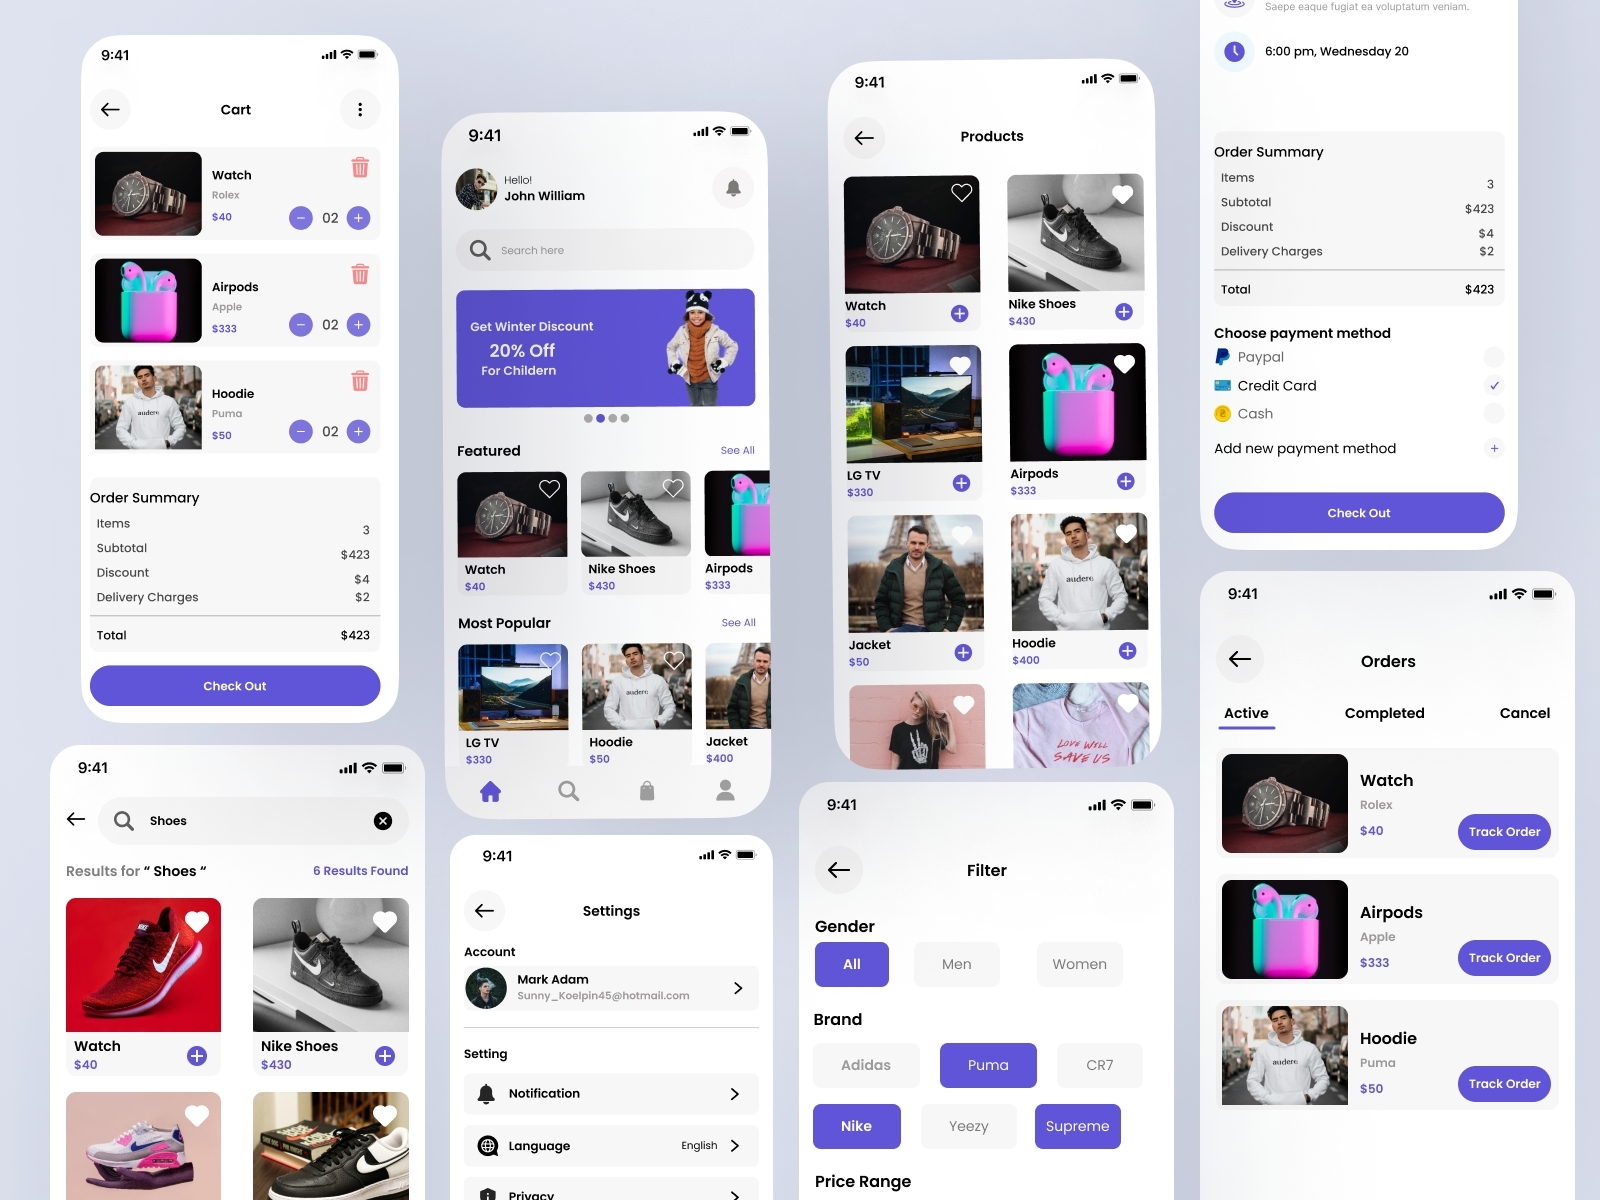 9:41
Cart
Watch
Rolex
$40
02
Airpods
Apple
$333
02
Hoodie
Puma
$50
02
audere
Order Summary
Items 3
Subtotal $423
Discount $4
Delivery Charges $2
Total $423
Check Out
9:41
Shoes
Results for “ Shoes “ 6 Results Found
Watch
$40
Nike Shoes
$430
9:41
Hello!
John William
Search here
Get Winter Discount
20% Off
For Childern
Featured See All
Watch
$40
Nike Shoes
$430
Airpods
$333
Most Popular See All
audere
LG TV
$330
Hoodie
$50
Jacket
$400
9:41
Settings
Account
Mark Adam
Sunny_Koelpin45@hotmail.com
Setting
Notification
Language English
Privacy
9:41
Products
Watch
$40
Nike Shoes
$430
LG TV
$330
Airpods
$333
audere
Jacket
$50
Hoodie
$400
LOVE WILL
SAVE US
9:41
Filter
Gender
All Men Women
Brand
Adidas Puma CR7
Nike Yeezy Supreme
Price Range
Saepe eaque fugiat ea voluptatum veniam.
6:00 pm, Wednesday 20
Order Summary
Items 3
Subtotal $423
Discount $4
Delivery Charges $2
Total $423
Choose payment method
Paypal
Credit Card
Cash
Add new payment method
Check Out
9:41
Orders
Active Completed Cancel
Watch
Rolex
$40
Track Order
Airpods
Apple
$333
Track Order
audere
Hoodie
Puma
$50
Track Order